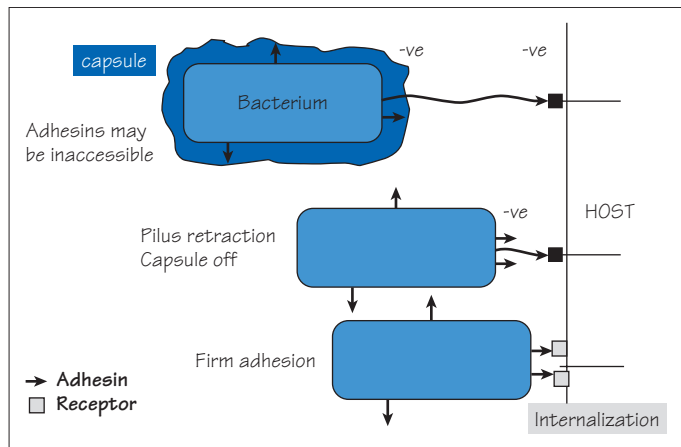 capsule
-ve
-ve
Bacterium
Adhesins may
be inaccessible
-ve
HOST
Pilus retraction
Capsule off
Firm adhesion
Adhesin
Receptor
Internalization